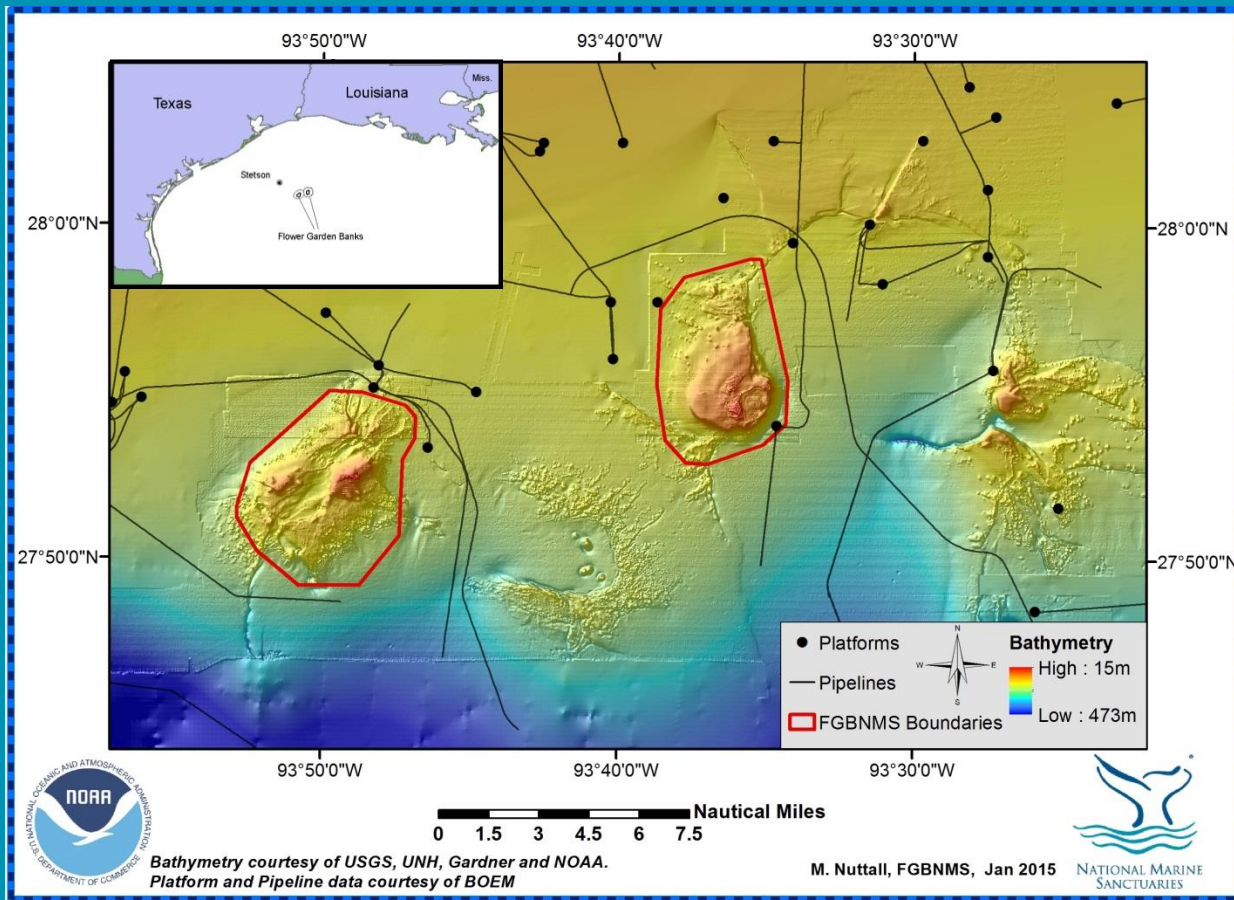 93°50'0"W
93°40'0"W
93°30'0"W
Texas
Louisiana
Miss.
Stetson
Flower Garden Banks
28°0'0"N
28°0'0"N
27°50'0"N
27°50'0"N
Platforms
Pipelines
FGBNMS Boundaries
N
W
E
S
Bathymetry
High : 15m
Low : 473m
93°50'0"W
93°40'0"W
93°30'0"W
NATIONAL OCEANIC AND ATMOSPHERIC ADMINISTRATION
NOAA
U.S. DEPARTMENT OF COMMERCE
Nautical Miles
0 1.5 3 4.5 6 7.5
Bathymetry courtesy of USGS, UNH, Gardner and NOAA.
Platform and Pipeline data courtesy of BOEM
M. Nuttall, FGBNMS, Jan 2015
NATIONAL MARINE
SANCTUARIES